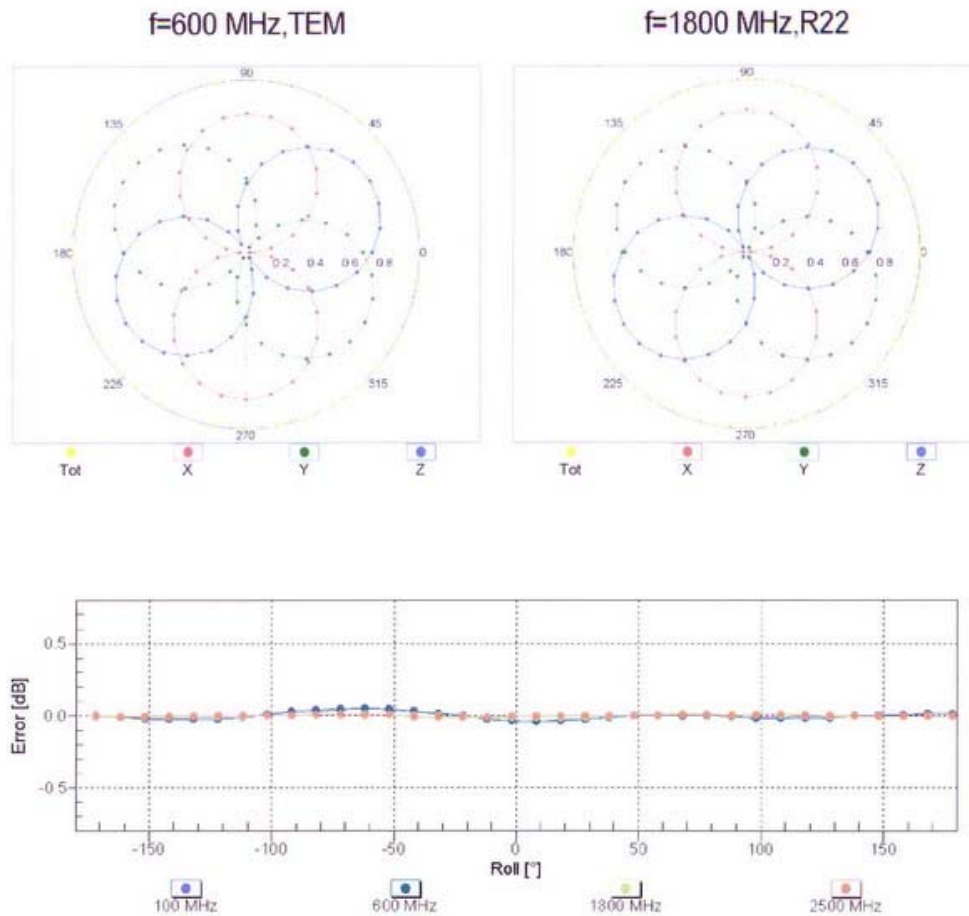 f=600 MHz,TEM
f=1800 MHz,R22
90
135
45
180
0
0.2
0.4
0.6
0.8
225
315
270
Tot
X
Y
Z
90
135
45
180
0
0.2
0.4
0.6
0.8
225
315
270
Tot
X
Y
Z
Error [dB]
0.5
0.0
-0.5
-150
-100
-50
0
50
100
150
Roll [°]
100 MHz
600 MHz
1800 MHz
2500 MHz